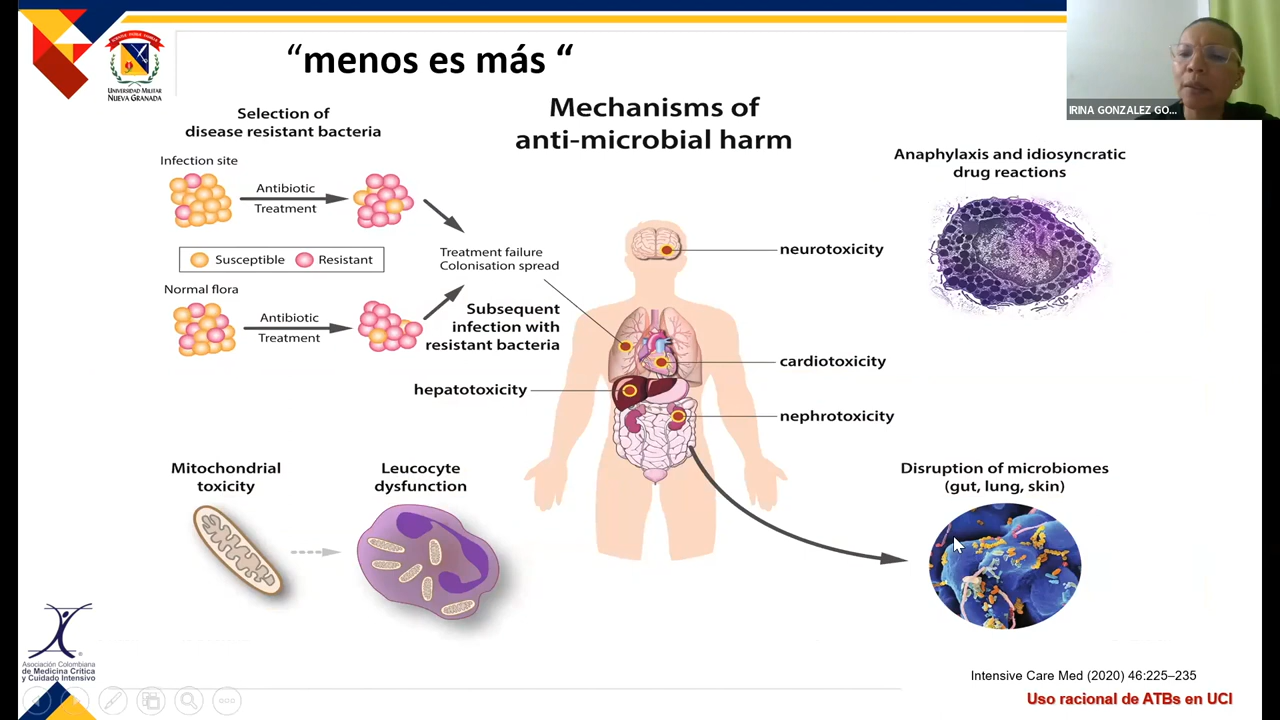 “menos es más “
UNIVERSIDAD MILITAR
NUEVA GRANADA
IRINA GONZALEZ GO...
Mechanisms of
anti-microbial harm
Selection of
disease resistant bacteria
Infection site
Antibiotic
Treatment
Susceptible
Resistant
Normal flora
Antibiotic
Treatment
Treatment failure
Colonisation spread
Subsequent
infection with
resistant bacteria
Anaphylaxis and idiosyncratic
drug reactions
neurotoxicity
cardiotoxicity
hepatotoxicity
nephrotoxicity
Mitochondrial
toxicity
Leucocyte
dysfunction
Disruption of microbiomes
(gut, lung, skin)
Asociación Colombiana
de Medicina Crítica
y Cuidado Intensivo
Intensive Care Med (2020) 46:225–235
Uso racional de ATBs en UCI